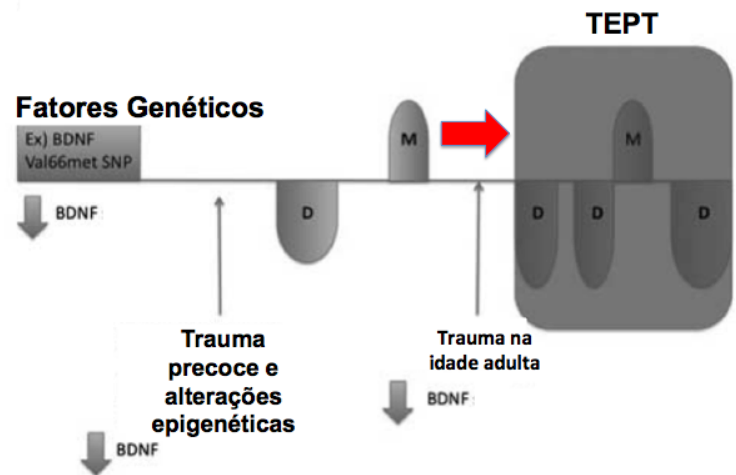 TEPT
Fatores Genéticos
Ex) BDNF
Val66met SNP
BDNF
D
M
M
D
D
D
Trauma
precoce e
alterações
epigenéticas
BDNF
Trauma na
idade adulta
BDNF